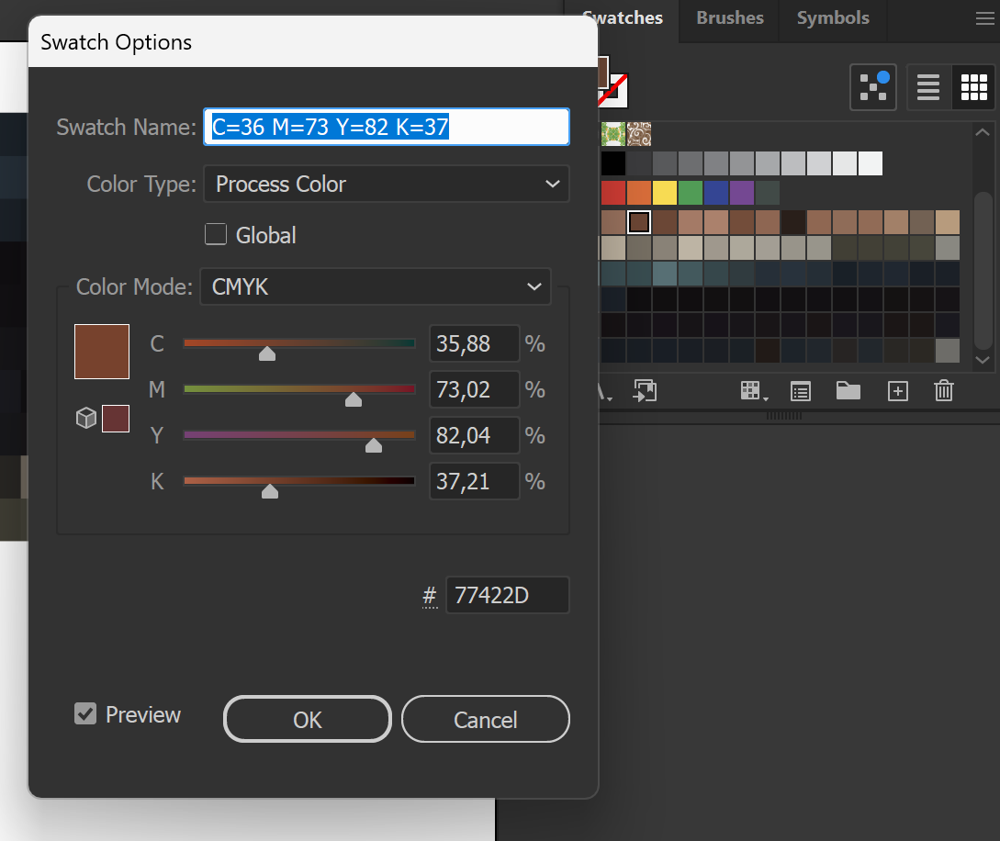 Swatch Options
Swatches Brushes Symbols
Swatch Name: C=36 M=73 Y=82 K=37
Color Type: Process Color
Global
Color Mode: CMYK
C 35,88 %
M 73,02 %
Y 82,04 %
K 37,21 %
# 77422D
Preview OK Cancel